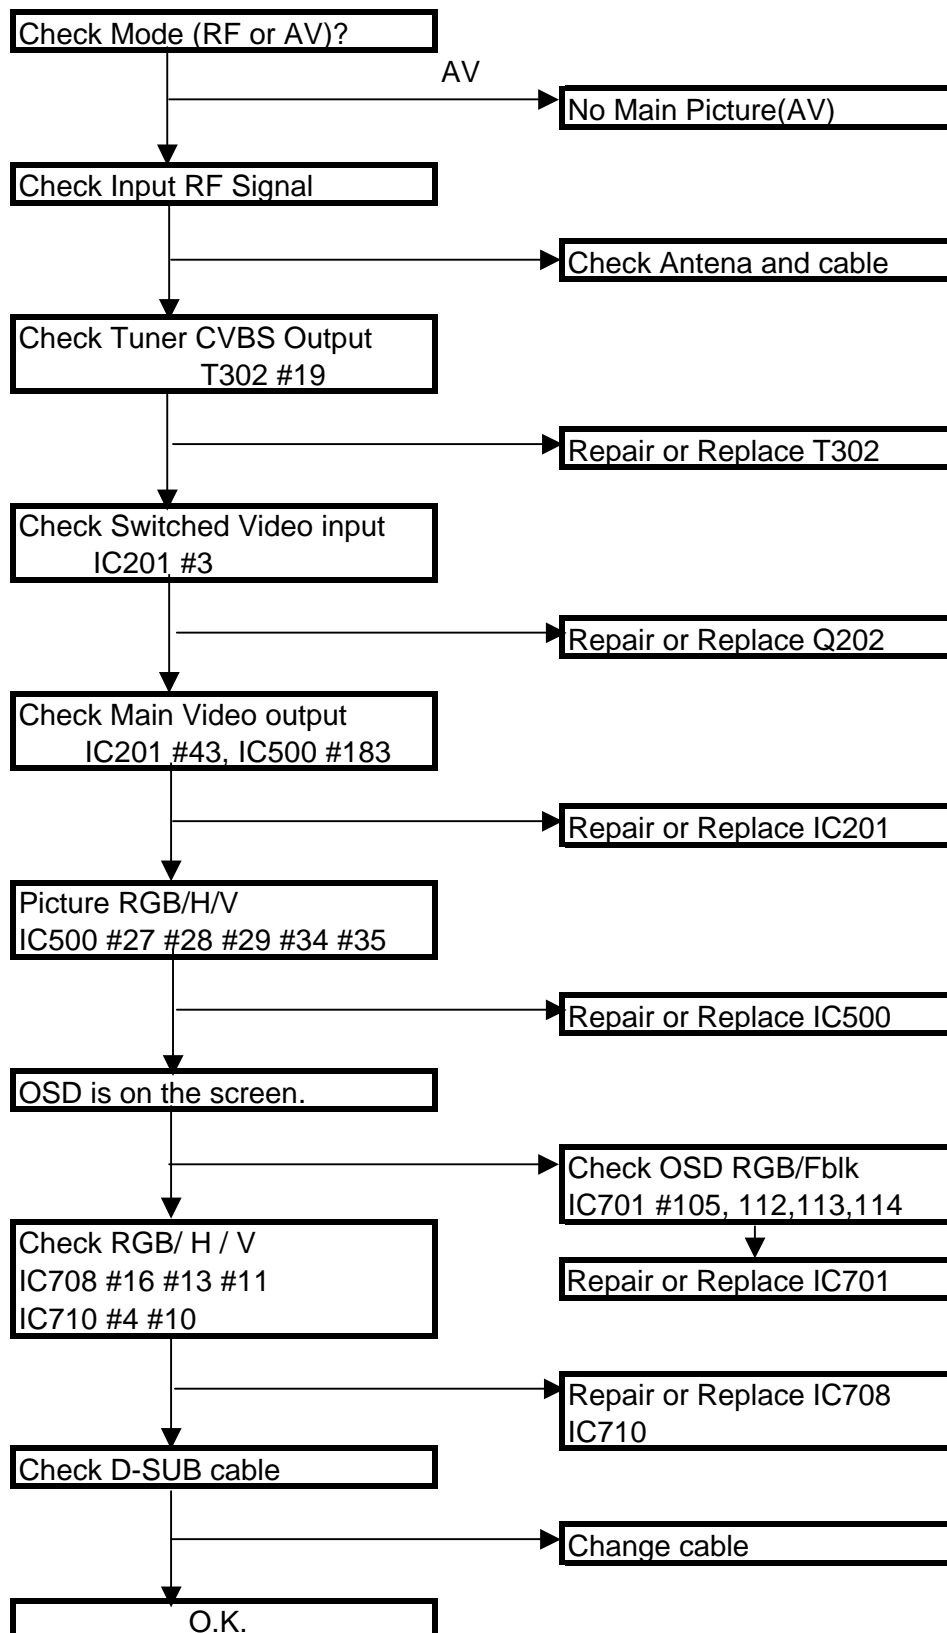 Check Mode (RF or AV)?
AV
No Main Picture(AV)
Check Input RF Signal
Check Antena and cable
Check Tuner CVBS Output
T302 #19
Repair or Replace T302
Check Switched Video input
IC201 #3
Repair or Replace Q202
Check Main Video output
IC201 #43, IC500 #183
Repair or Replace IC201
Picture RGB/H/V
IC500 #27 #28 #29 #34 #35
Repair or Replace IC500
OSD is on the screen.
Check OSD RGB/Fblk
IC701 #105, 112,113,114
Repair or Replace IC701
Check RGB/ H / V
IC708 #16 #13 #11
IC710 #4 #10
Repair or Replace IC708
IC710
Check D-SUB cable
Change cable
O.K.